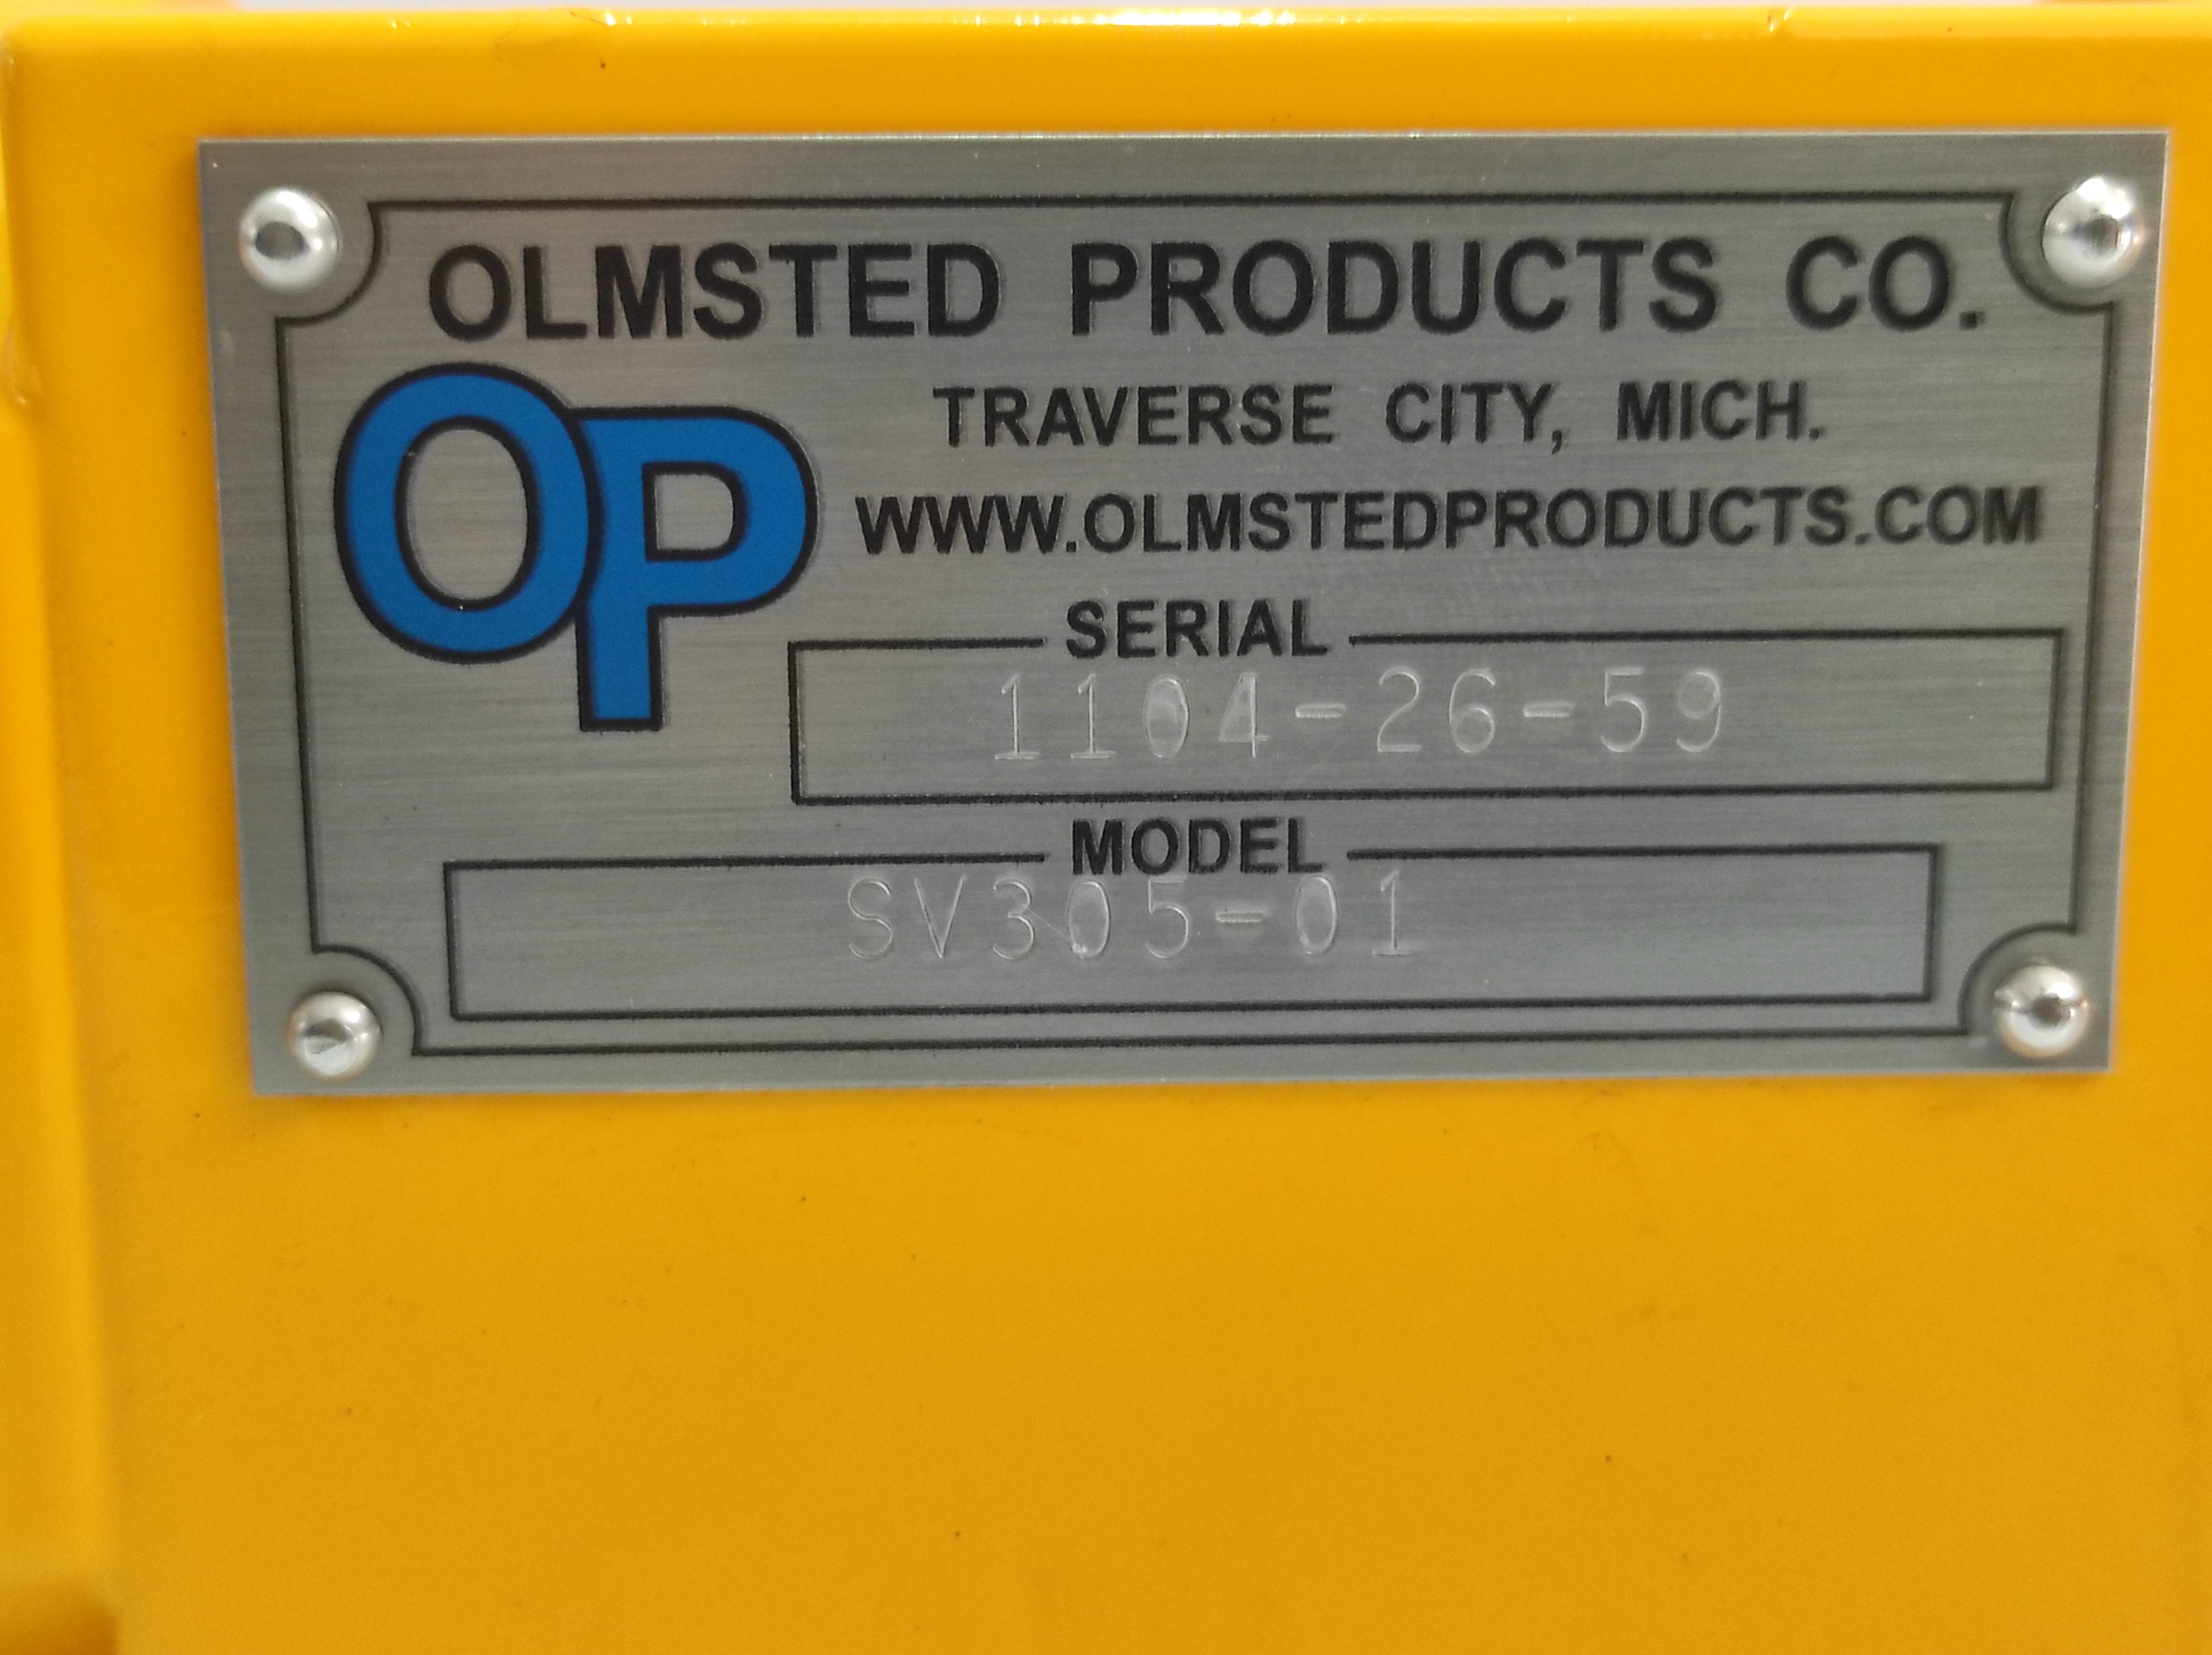 OLMSTED PRODUCTS CO.
OP
TRAVERSE CITY, MICH.
WWW.OLMSTEDPRODUCTS.COM
SERIAL
1104-26-59
MODEL
SV305-01